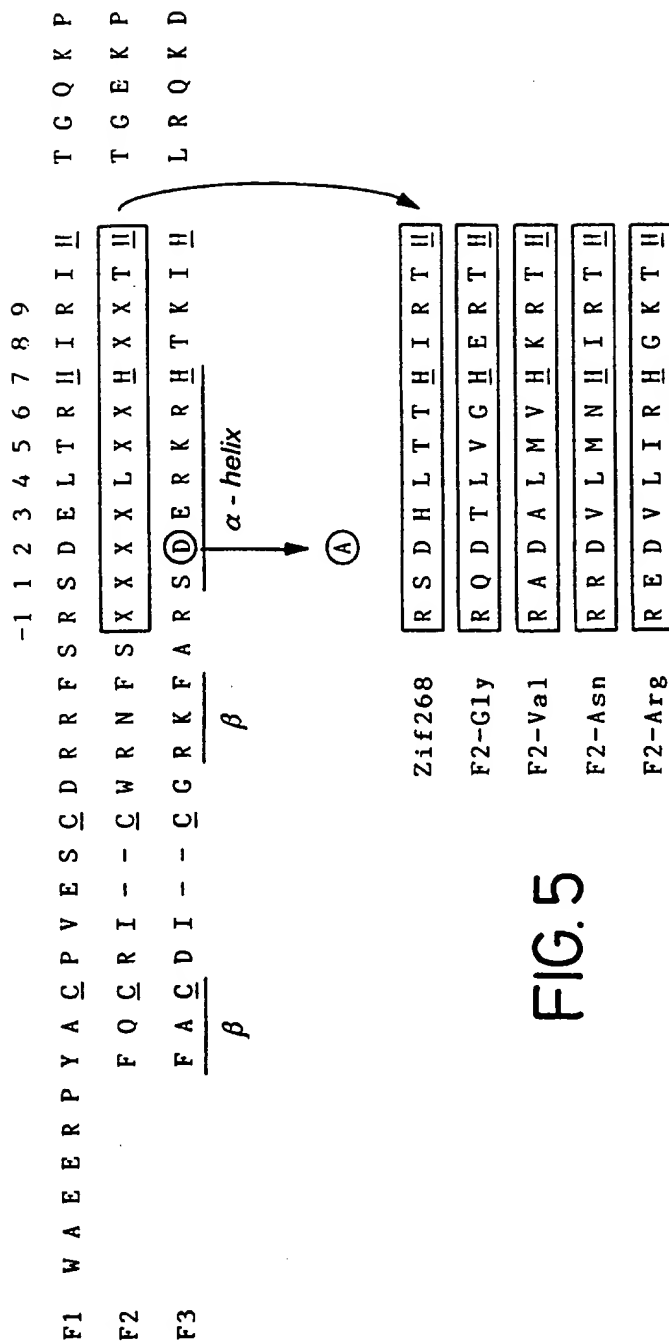 -1 1 2 3 4 5 6 7 8 9
F1 W A E E R P Y A C P V E S C D R R F S R S D E L T R H I R I H T G Q K P
F2 F Q C R I - - C W R N F S X X X X L X X H X X T H T G E K P
F3 F A C D I - - C G R K F A R S D E R K R H T K I H L R Q K D
β β α - helix
A
Zif268 R S D H L T T H I R T H
F2-Gly R Q D T L V G H E R T H
F2-Val R A D A L M V H K R T H
F2-Asn R R D V L M N H I R T H
F2-Arg R E D V L I R H G K T H
FIG. 5